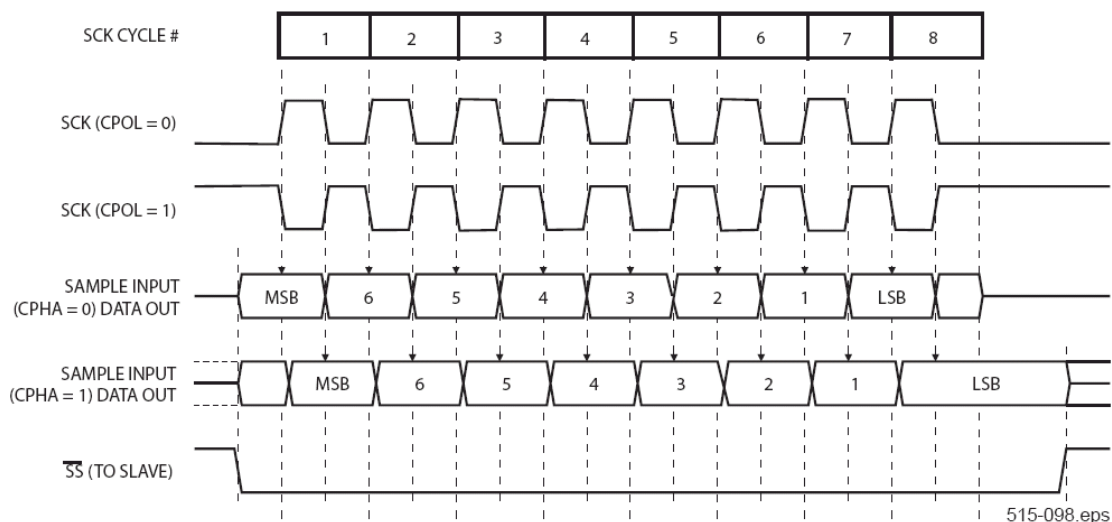 SCK CYCLE #
1 2 3 4 5 6 7 8
SCK (CPOL = 0)
SCK (CPOL = 1)
SAMPLE INPUT
(CPHA = 0) DATA OUT
MSB 6 5 4 3 2 1 LSB
SAMPLE INPUT
(CPHA = 1) DATA OUT
MSB 6 5 4 3 2 1 LSB
SS (TO SLAVE)
515-098.eps